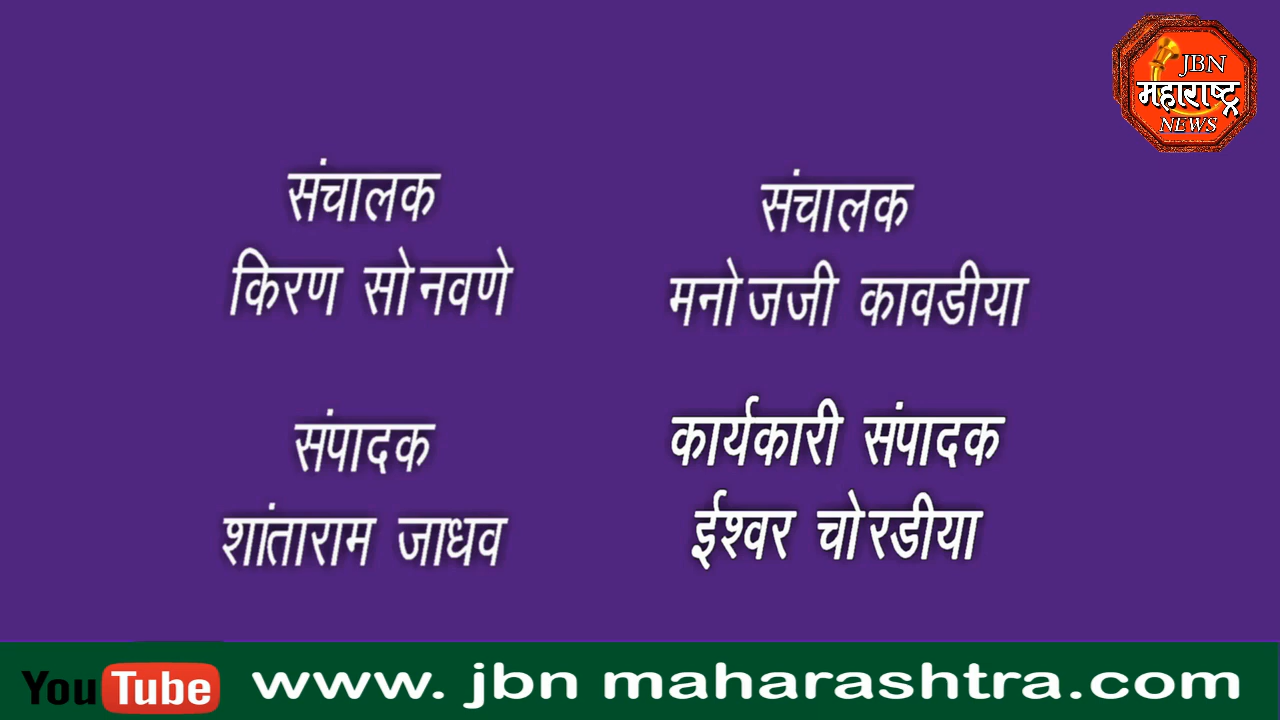 JBN
महाराष्ट्र
NEWS
संचालक
किरण सोनवणे
संचालक
मनोजजी कावडीया
संपादक
शांताराम जाधव
कार्यकारी संपादक
ईश्वर चोरडीया
YouTube
www. jbn maharashtra.com